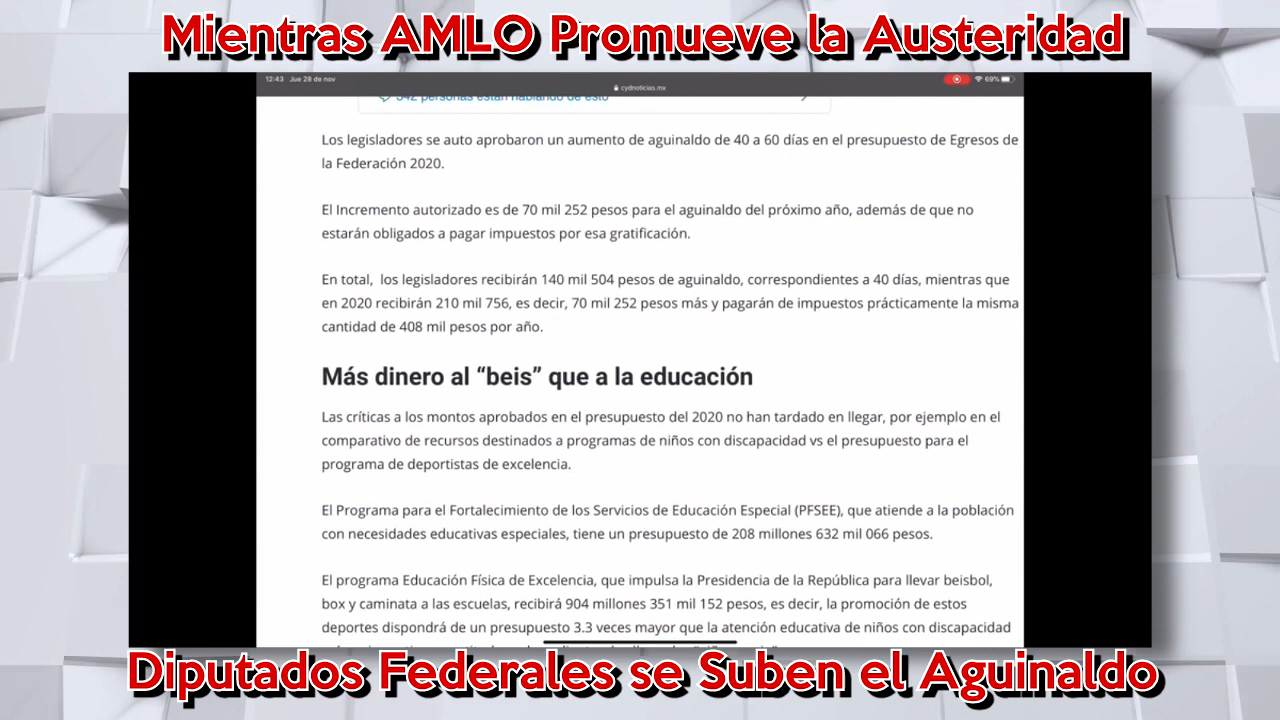 Mientras AMLO Promueve la Austeridad
12:43 Jue 28 de nov
69%
cydnoticias.mx
342 personas están hablando de esto
Los legisladores se auto aprobaron un aumento de aguinaldo de 40 a 60 días en el presupuesto de Egresos de
la Federación 2020.
El Incremento autorizado es de 70 mil 252 pesos para el aguinaldo del próximo año, además de que no
estarán obligados a pagar impuestos por esa gratificación.
En total, los legisladores recibirán 140 mil 504 pesos de aguinaldo, correspondientes a 40 días, mientras que
en 2020 recibirán 210 mil 756, es decir, 70 mil 252 pesos más y pagarán de impuestos prácticamente la misma
cantidad de 408 mil pesos por año.
Más dinero al “beis” que a la educación
Las críticas a los montos aprobados en el presupuesto del 2020 no han tardado en llegar, por ejemplo en el
comparativo de recursos destinados a programas de niños con discapacidad vs el presupuesto para el
programa de deportistas de excelencia.
El Programa para el Fortalecimiento de los Servicios de Educación Especial (PFSEE), que atiende a la población
con necesidades educativas especiales, tiene un presupuesto de 208 millones 632 mil 066 pesos.
El programa Educación Física de Excelencia, que impulsa la Presidencia de la República para llevar beisbol,
box y caminata a las escuelas, recibirá 904 millones 351 mil 152 pesos, es decir, la promoción de estos
deportes dispondrá de un presupuesto 3.3 veces mayor que la atención educativa de niños con discapacidad
Diputados Federales se Suben el Aguinaldo